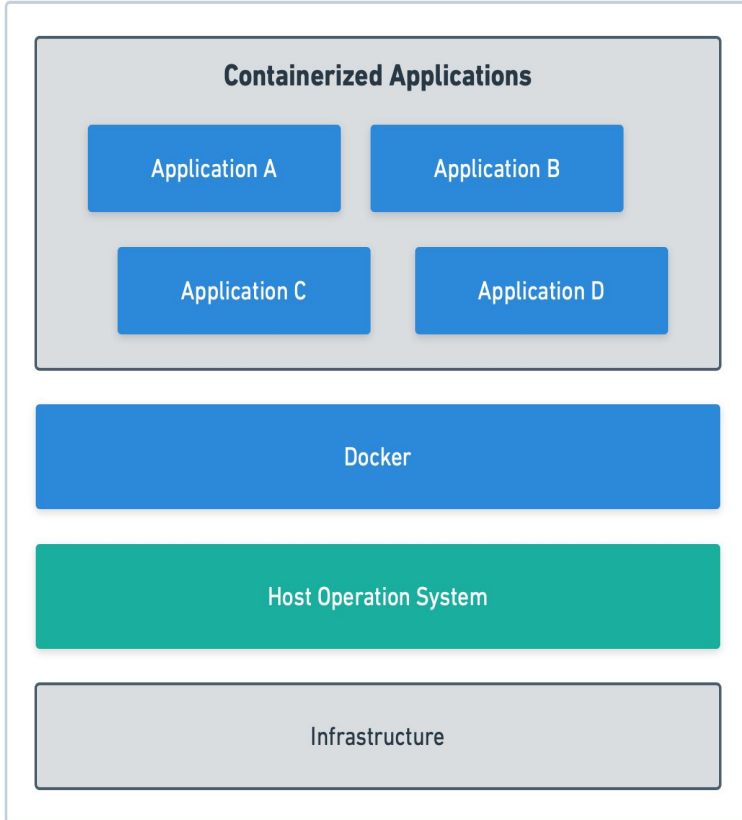 Containerized Applications
Application A
Application B
Application C
Application D
Docker
Host Operation System
Infrastructure